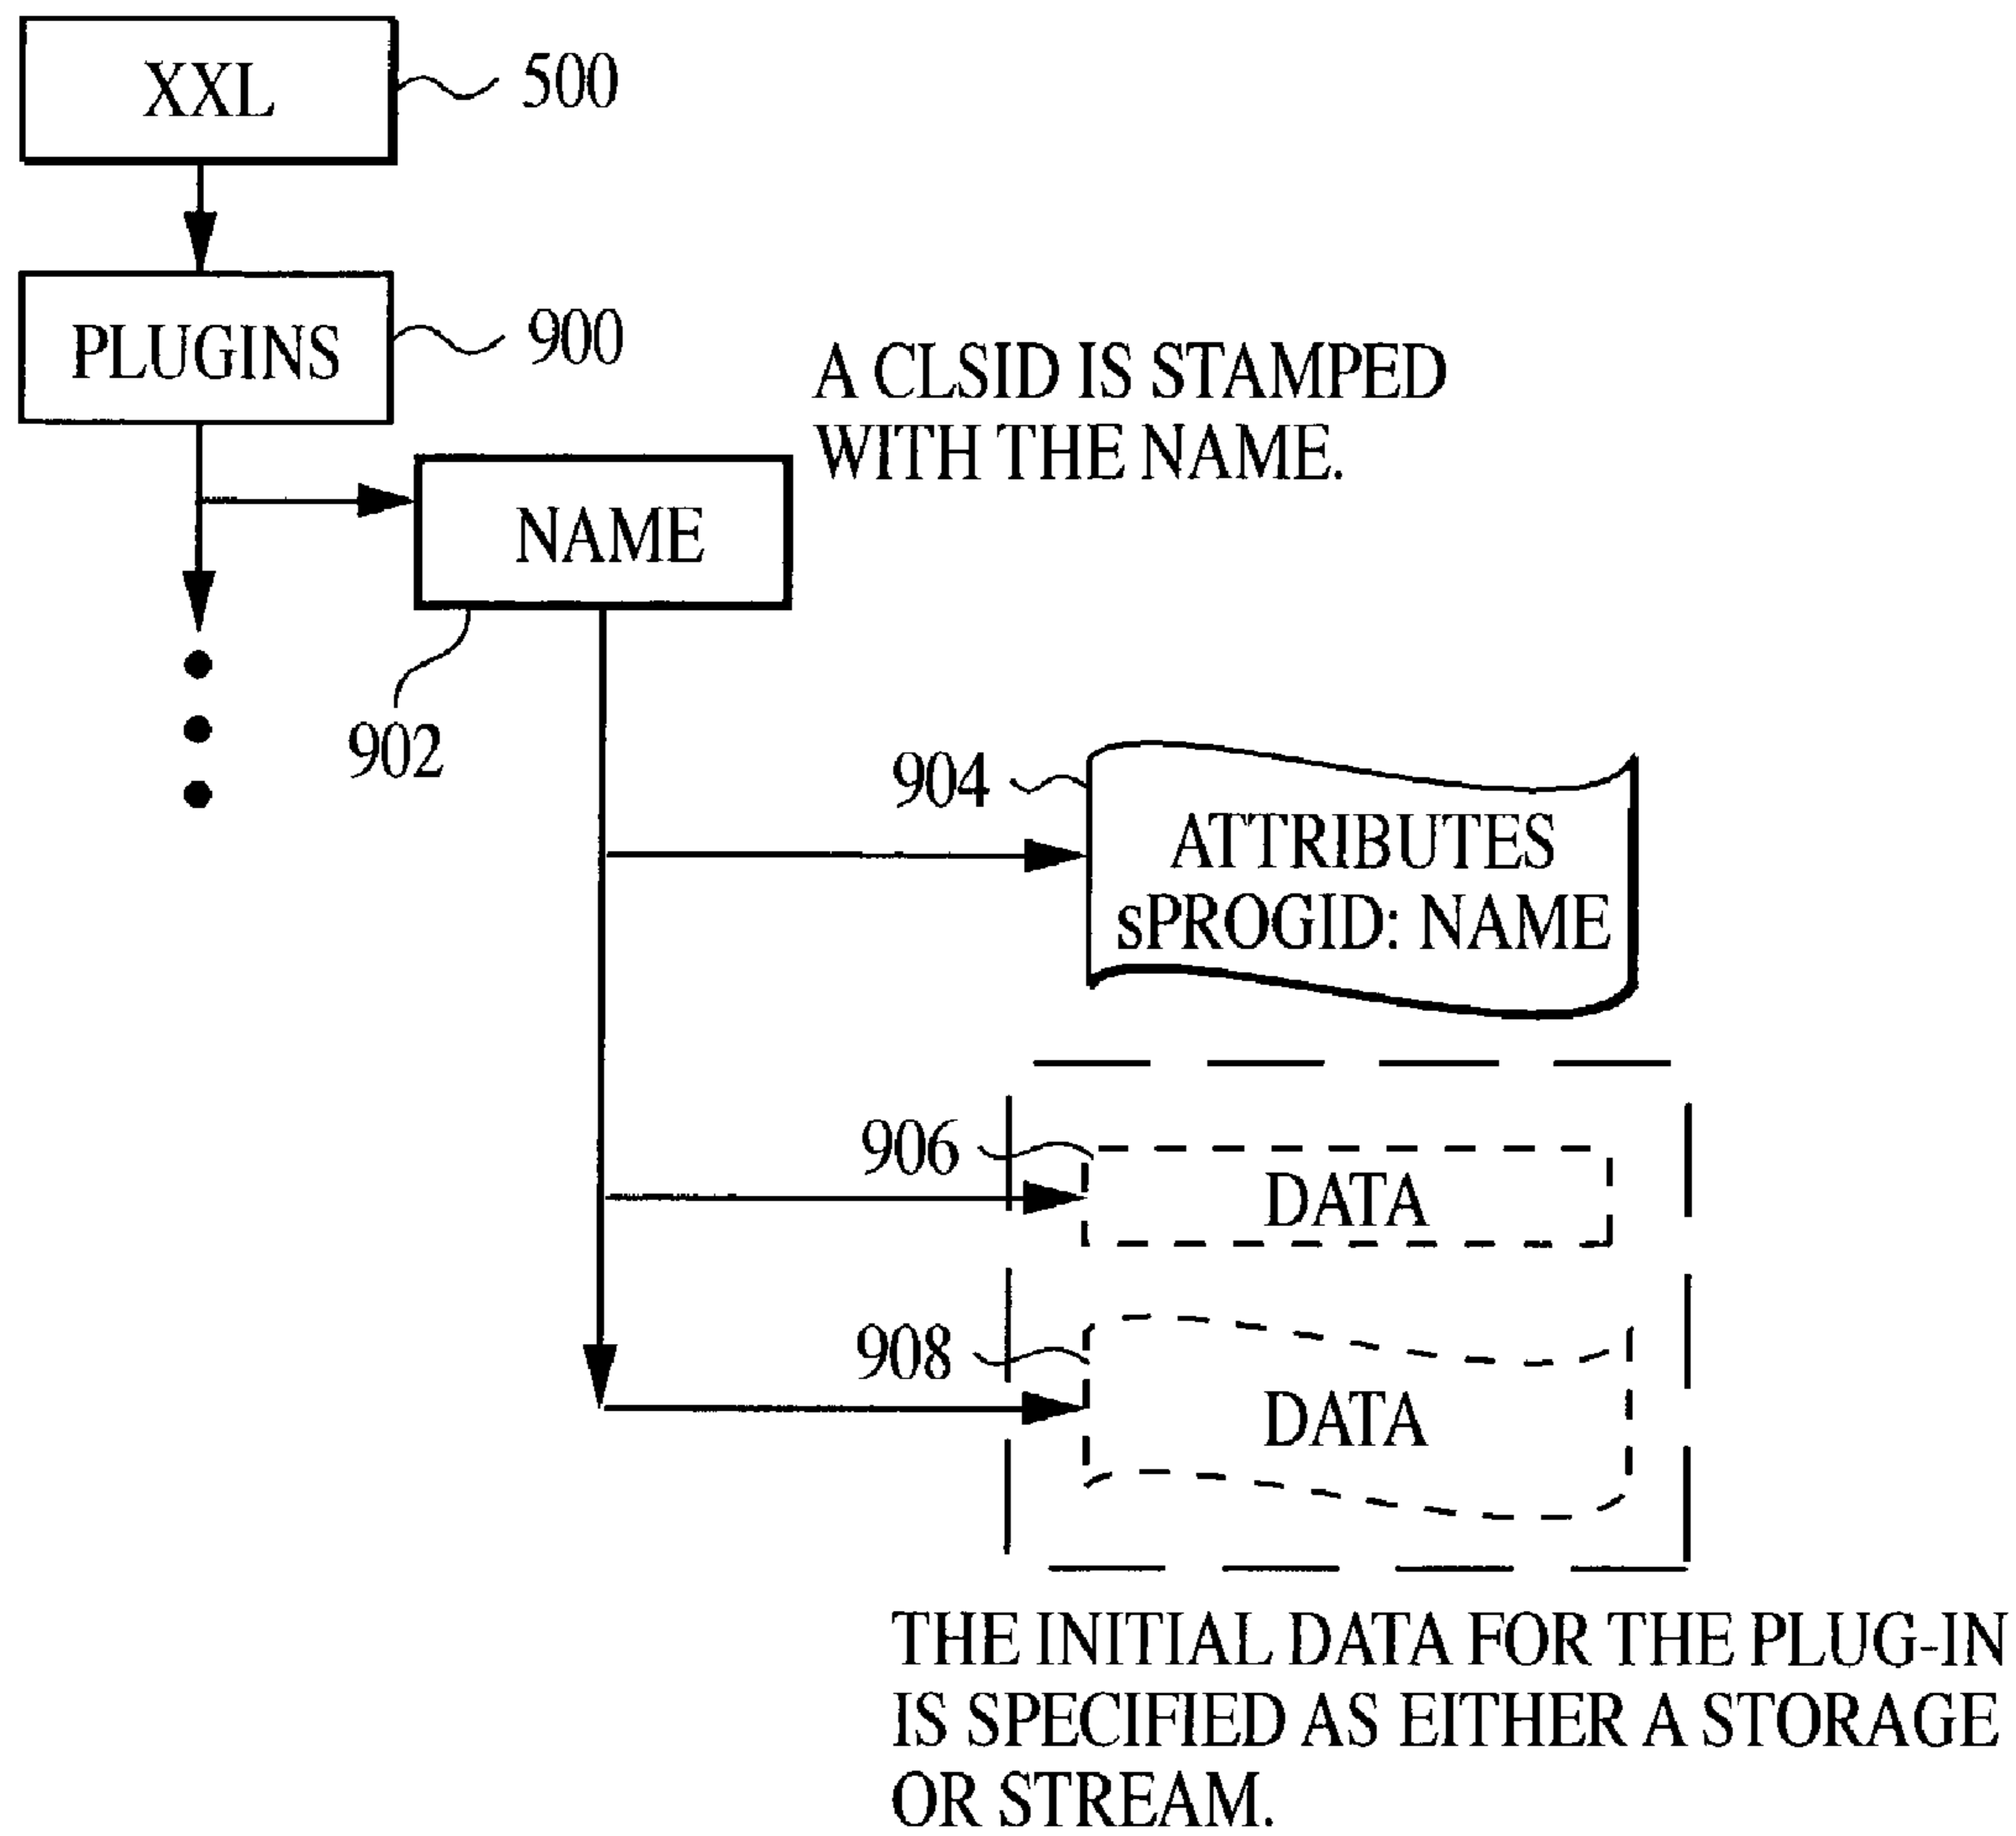 XXL
500
PLUGINS
900
A CLSID IS STAMPED
WITH THE NAME.
NAME
902
904
ATTRIBUTES
sPROGID: NAME
906
DATA
908
DATA
THE INITIAL DATA FOR THE PLUG-IN
IS SPECIFIED AS EITHER A STORAGE
OR STREAM.